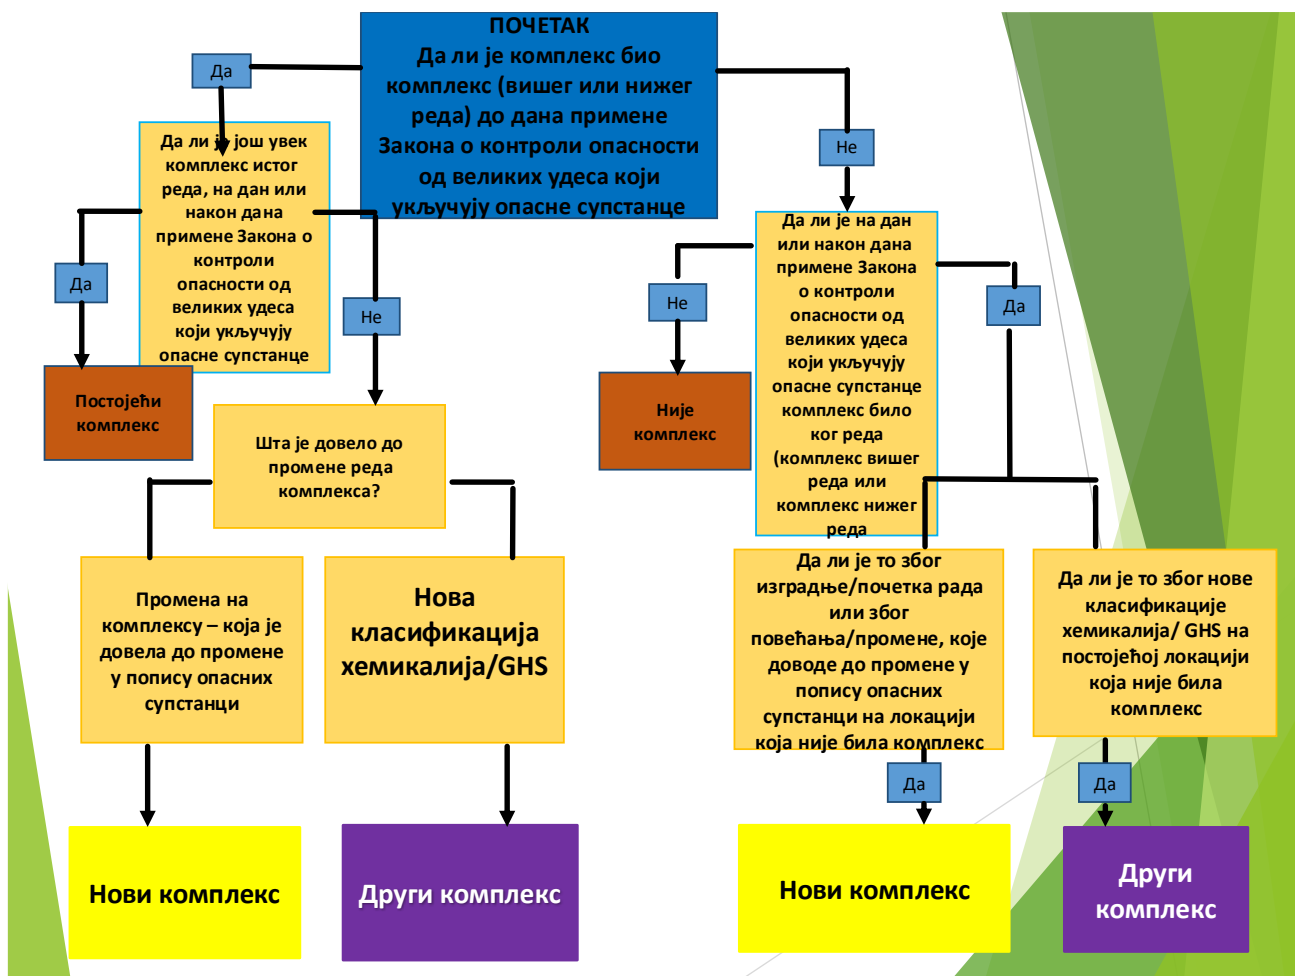 ПОЧЕТАК
Да ли је комплекс био
комплекс (вишег или нижег
реда) до дана примене
Закона о контроли опасности
од великих удеса који
укључују опасне супстанце
Да
Не
Да ли је још увек
комплекс истог
реда, на дан или
након дана
примене Закона о
контроли
опасности од
великих удеса
који укључују
опасне супстанце
Да
Не
Постојећи
комплекс
Шта је довело до
промене реда
комплекса?
Промена на
комплексу – која је
довела до промене
у попису опасних
супстанци
Нова
класификација
хемикалија/GHS
Нови комплекс
Други комплекс
Да ли је на дан
или након дана
примене Закона
о контроли
опасности од
великих удеса
који укључују
опасне супстанце
комплекс било
ког реда
(комплекс вишег
реда или
комплекс нижег
реда
Не
Да
Није
комплекс
Да ли је то због
изградње/почетка рада
или због
повећања/промене, које
доводе до промене у
попису опасних
супстанци на локацији
која није била комплекс
Да ли је то због нове
класификације
хемикалија/ GHS на
постојећој локацији
која није била
комплекс
Да
Да
Нови комплекс
Други
комплекс